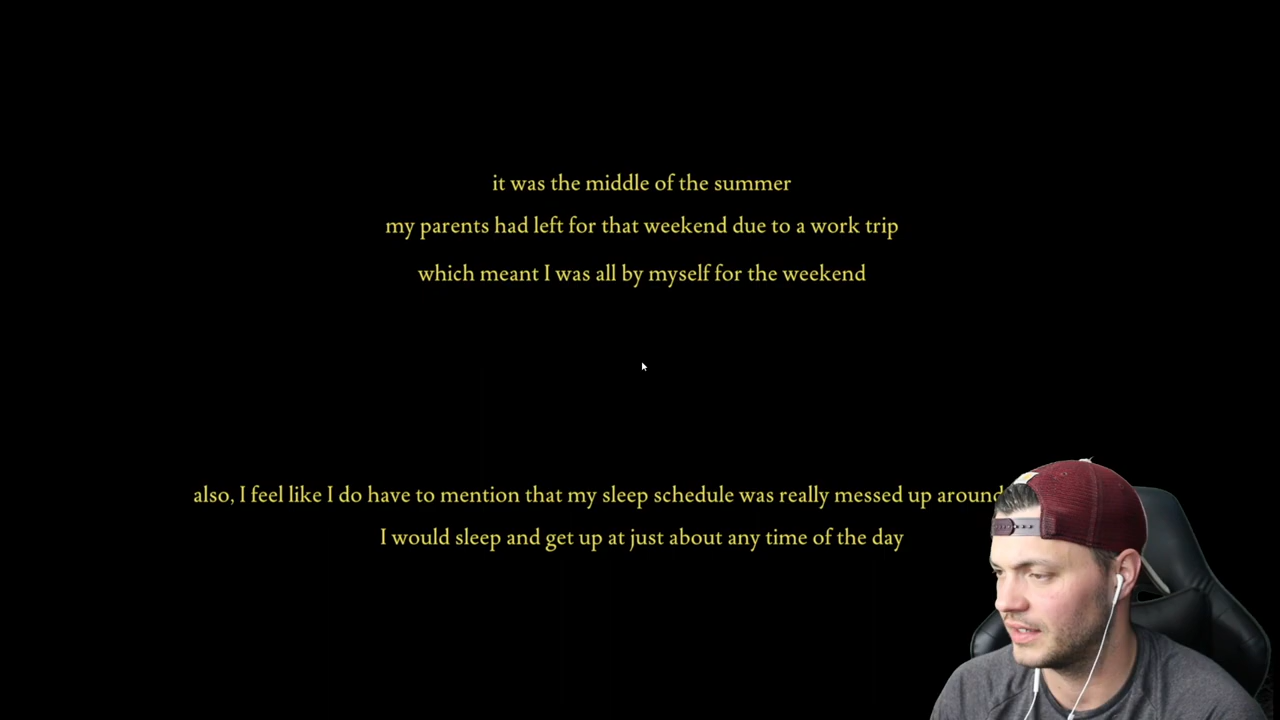 it was the middle of the summer
my parents had left for that weekend due to a work trip
which meant I was all by myself for the weekend
also, I feel like I do have to mention that my sleep schedule was really messed up around
I would sleep and get up at just about any time of the day